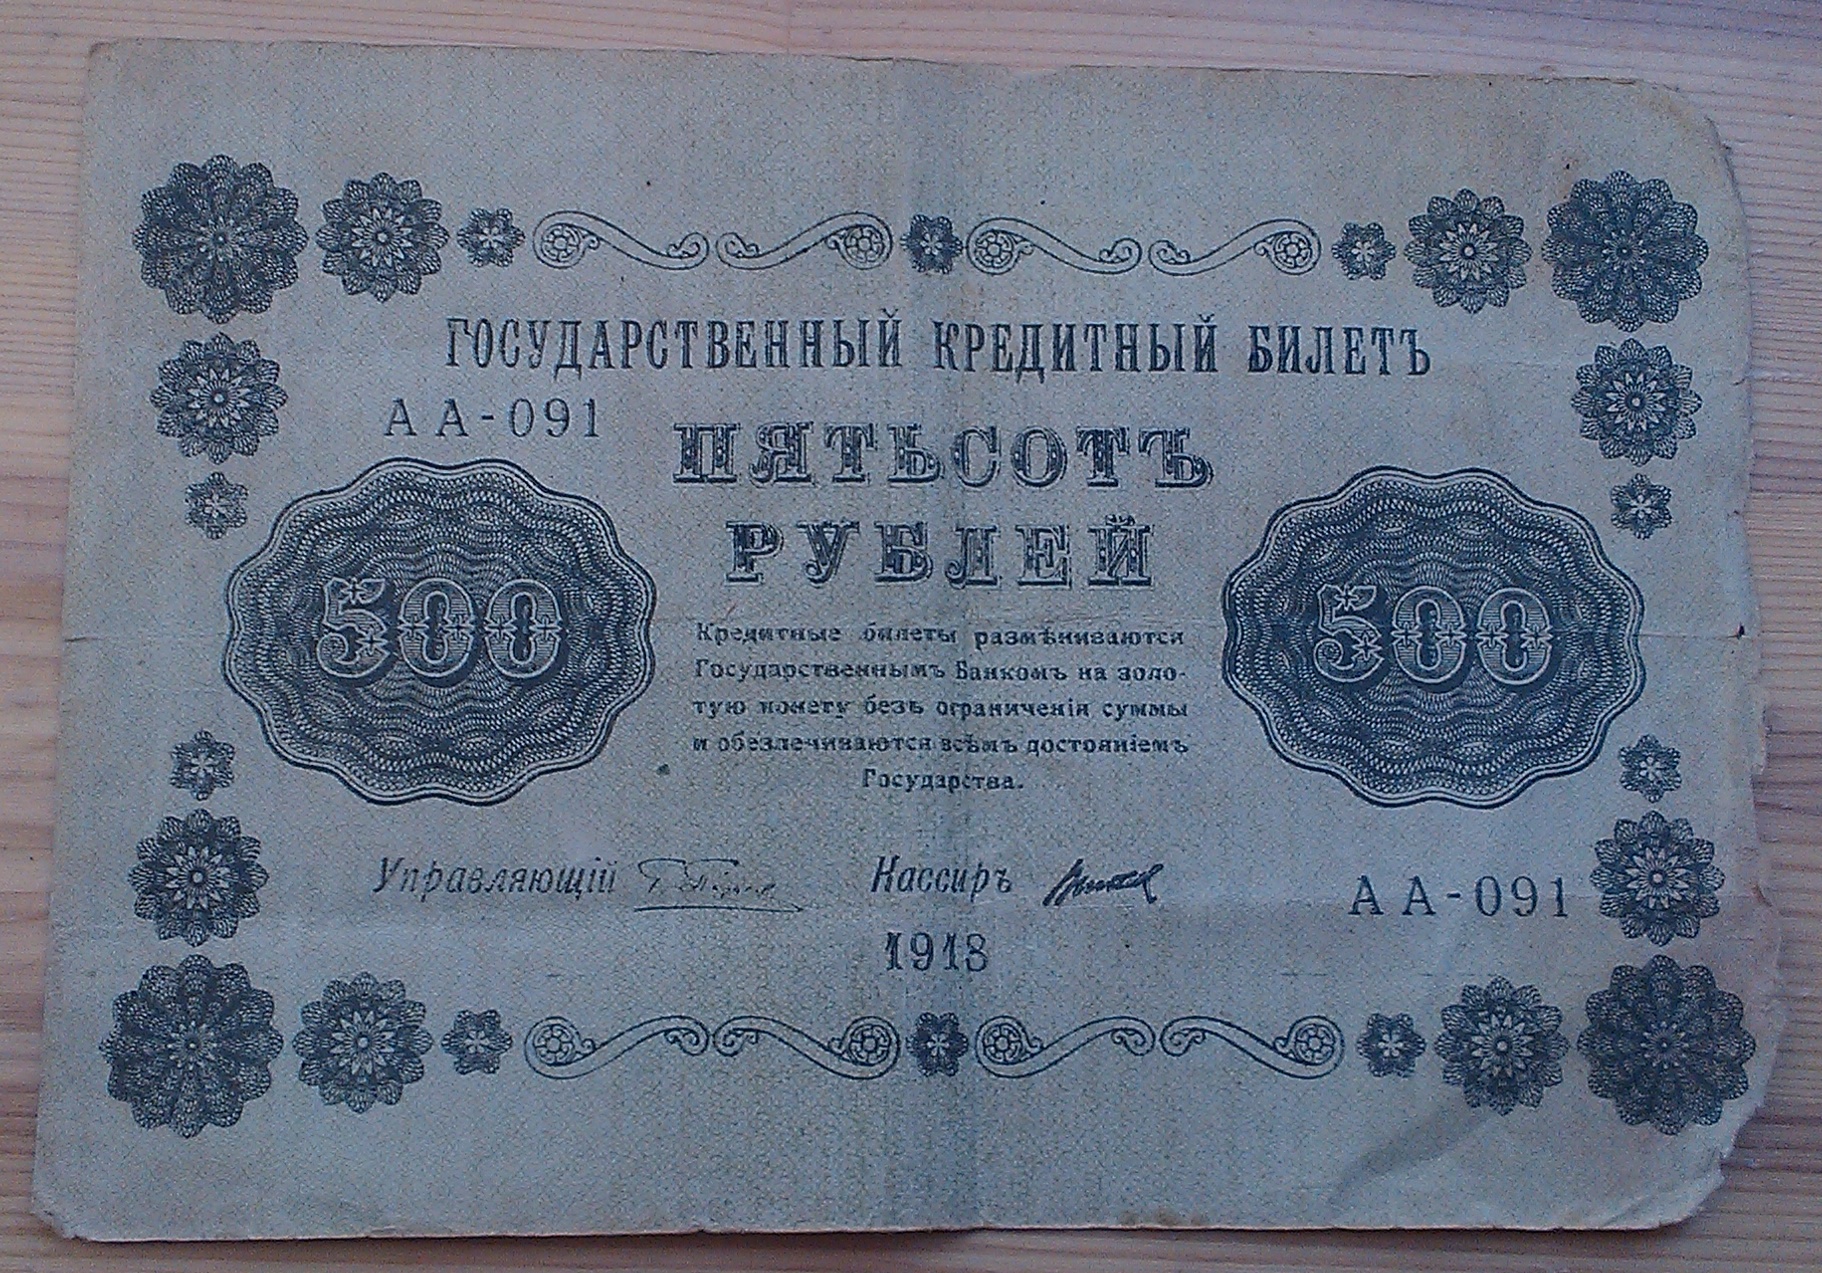 ГОСУДАРСТВЕННЫЙ КРЕДИТНЫЙ БИЛЕТЪ
АА-091
ПЯТЬСОТЪ
РУБЛЕЙ
500
500
Кредитные билеты размѣниваются
Государственнымъ Банкомъ на золо-
тую монету безъ ограниченія суммы
и обезпечиваются всѣмъ достояніемъ
Государства.
Управляющій
Кассиръ
АА-091
1918